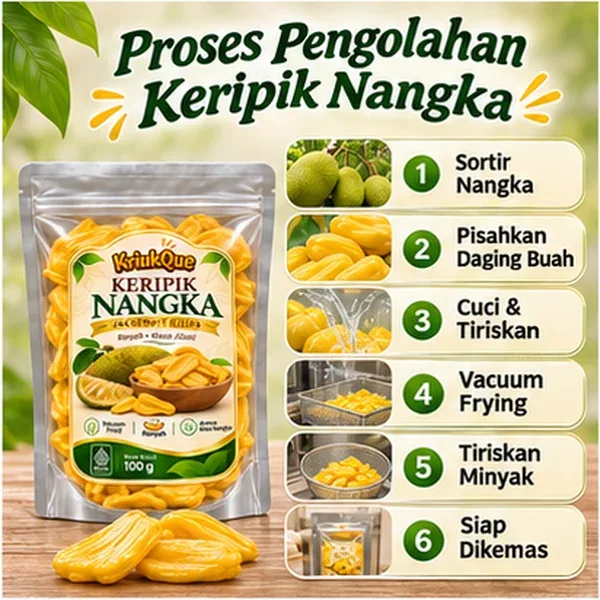 Proses Pengolahan
Keripik Nangka
KriukQue
KERIPIK
NANGKA
100 g
1
Sortir
Nangka
2
Pisahkan
Daging Buah
3
Cuci &
Tiriskan
4
Vacuum
Frying
5
Tiriskan
Minyak
6
Siap
Dikemas